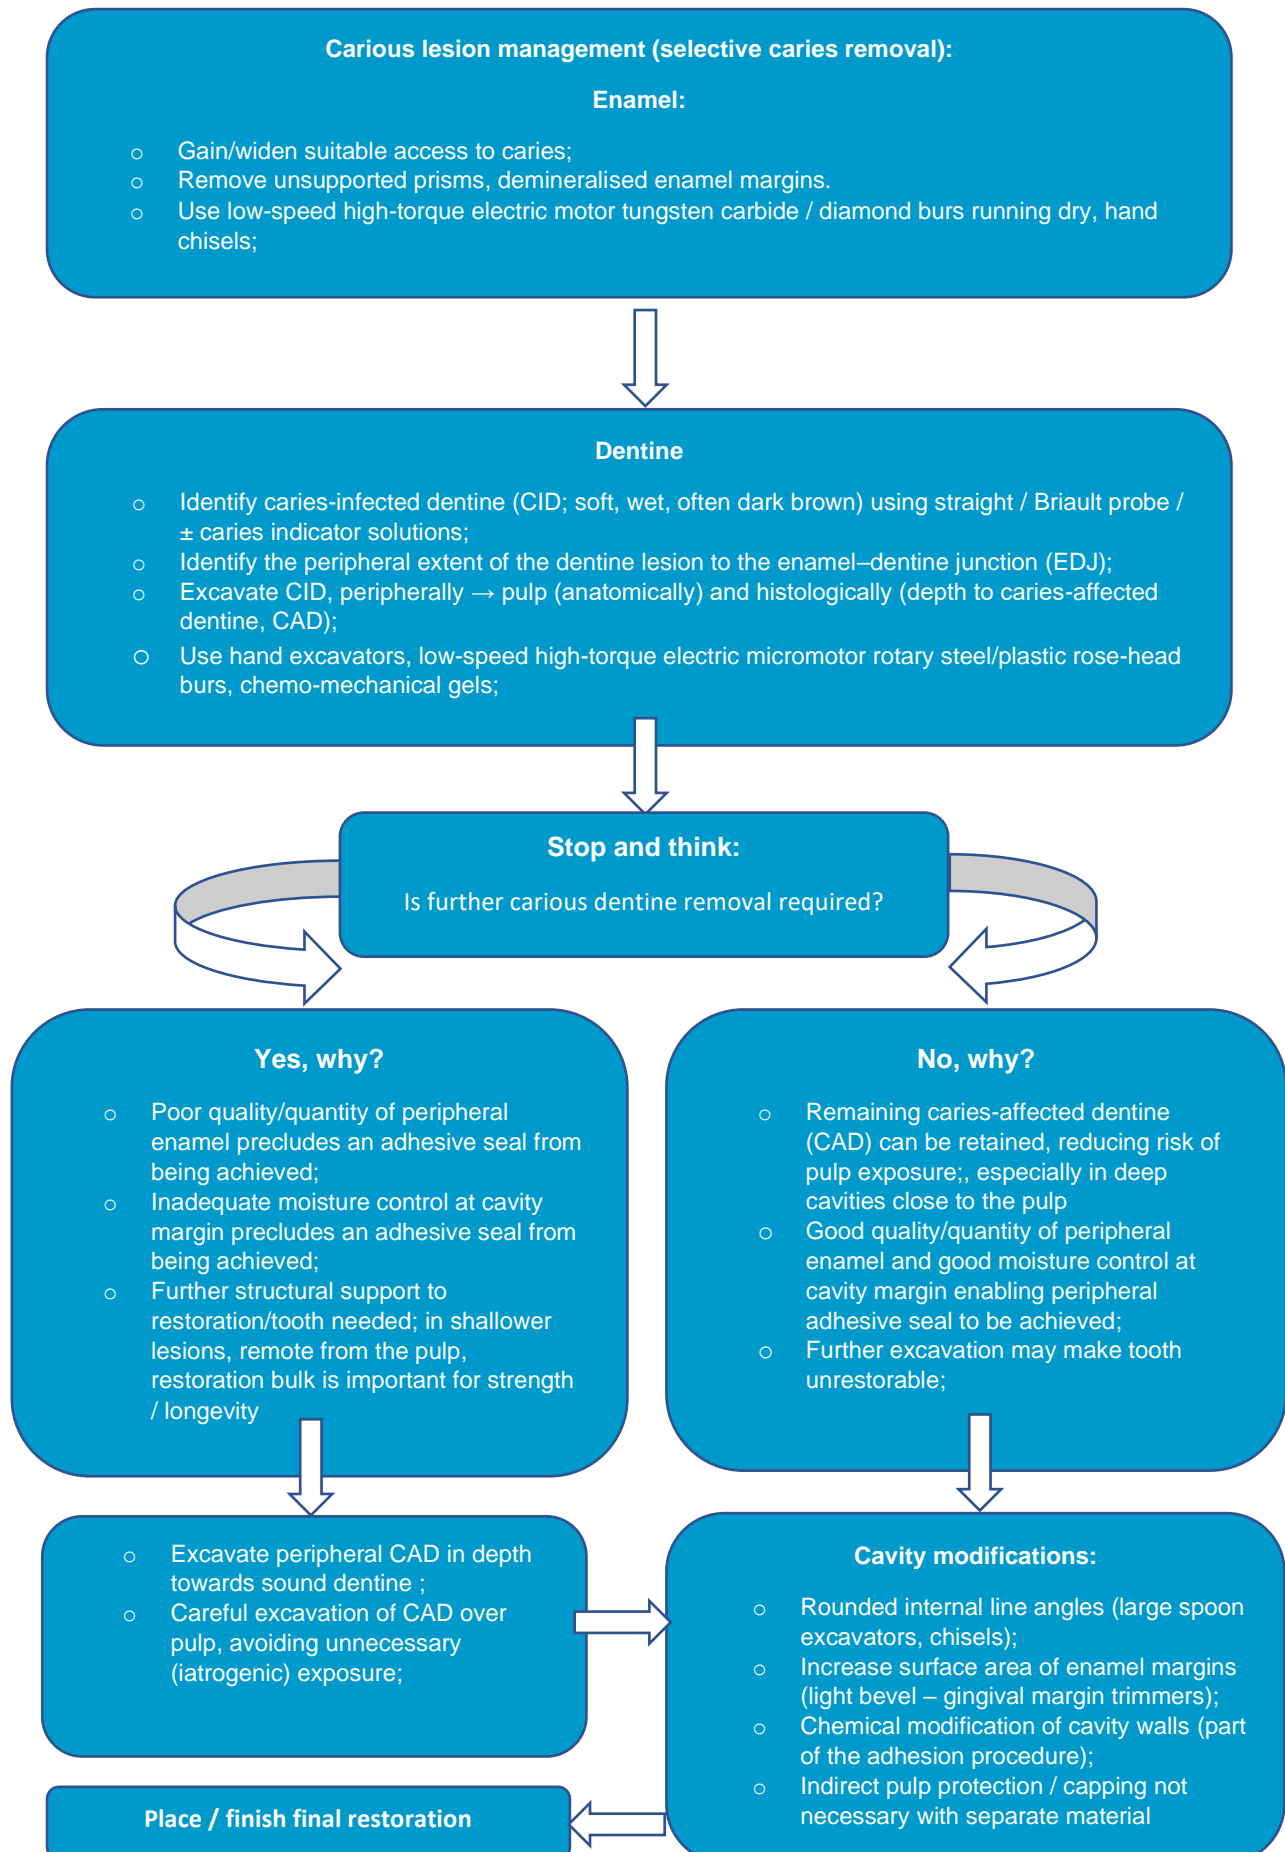 Carious lesion management (selective caries removal):
Enamel:
○ Gain/widen suitable access to caries;
○ Remove unsupported prisms, demineralised enamel margins.
○ Use low-speed high-torque electric motor tungsten carbide / diamond burs running dry, hand
chisels;
Dentine
○ Identify caries-infected dentine (CID; soft, wet, often dark brown) using straight / Briault probe /
± caries indicator solutions;
○ Identify the peripheral extent of the dentine lesion to the enamel–dentine junction (EDJ);
○ Excavate CID, peripherally → pulp (anatomically) and histologically (depth to caries-affected
dentine, CAD);
○ Use hand excavators, low-speed high-torque electric micromotor rotary steel/plastic rose-head
burs, chemo-mechanical gels;
Stop and think:
Is further carious dentine removal required?
Yes, why?
○ Poor quality/quantity of peripheral
enamel precludes an adhesive seal from
being achieved;
○ Inadequate moisture control at cavity
margin precludes an adhesive seal from
being achieved;
○ Further structural support to
restoration/tooth needed; in shallower
lesions, remote from the pulp,
restoration bulk is important for strength
/ longevity
No, why?
○ Remaining caries-affected dentine
(CAD) can be retained, reducing risk of
pulp exposure;, especially in deep
cavities close to the pulp
○ Good quality/quantity of peripheral
enamel and good moisture control at
cavity margin enabling peripheral
adhesive seal to be achieved;
○ Further excavation may make tooth
unrestorable;
○ Excavate peripheral CAD in depth
towards sound dentine ;
○ Careful excavation of CAD over
pulp, avoiding unnecessary
(iatrogenic) exposure;
Cavity modifications:
○ Rounded internal line angles (large spoon
excavators, chisels);
○ Increase surface area of enamel margins
(light bevel – gingival margin trimmers);
○ Chemical modification of cavity walls (part
of the adhesion procedure);
○ Indirect pulp protection / capping not
necessary with separate material
Place / finish final restoration